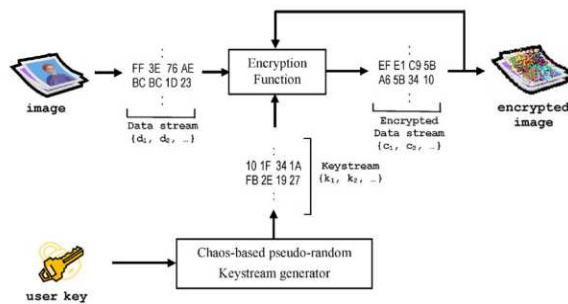 image
FF 3E 76 AE
BC BC 1D 23
Data stream
{d₁, d₂, …}
Encryption
Function
EF E1 C9 5B
A6 5B 34 10
Encrypted
Data stream
{c₁, c₂, …}
encrypted
image
10 1F 34 1A
FB 2E 19 27
Keystream
{k₁, k₂, …}
user key
Chaos-based pseudo-random
Keystream generator